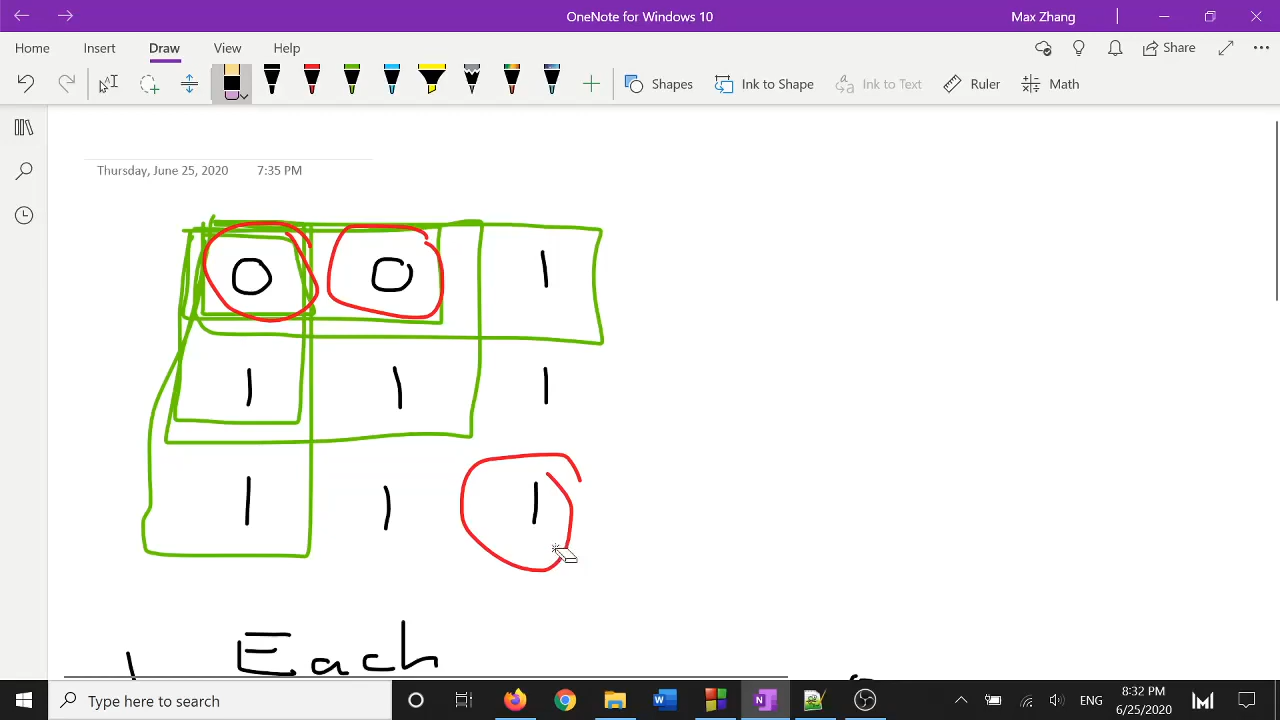 OneNote for Windows 10
Max Zhang
Home Insert Draw View Help
Share
Shapes Ink to Shape Ink to Text Ruler Math
Thursday, June 25, 2020 7:35 PM
0 0 1
1 1 1
1 1 1
Each
Type here to search
ENG
8:32 PM
6/25/2020